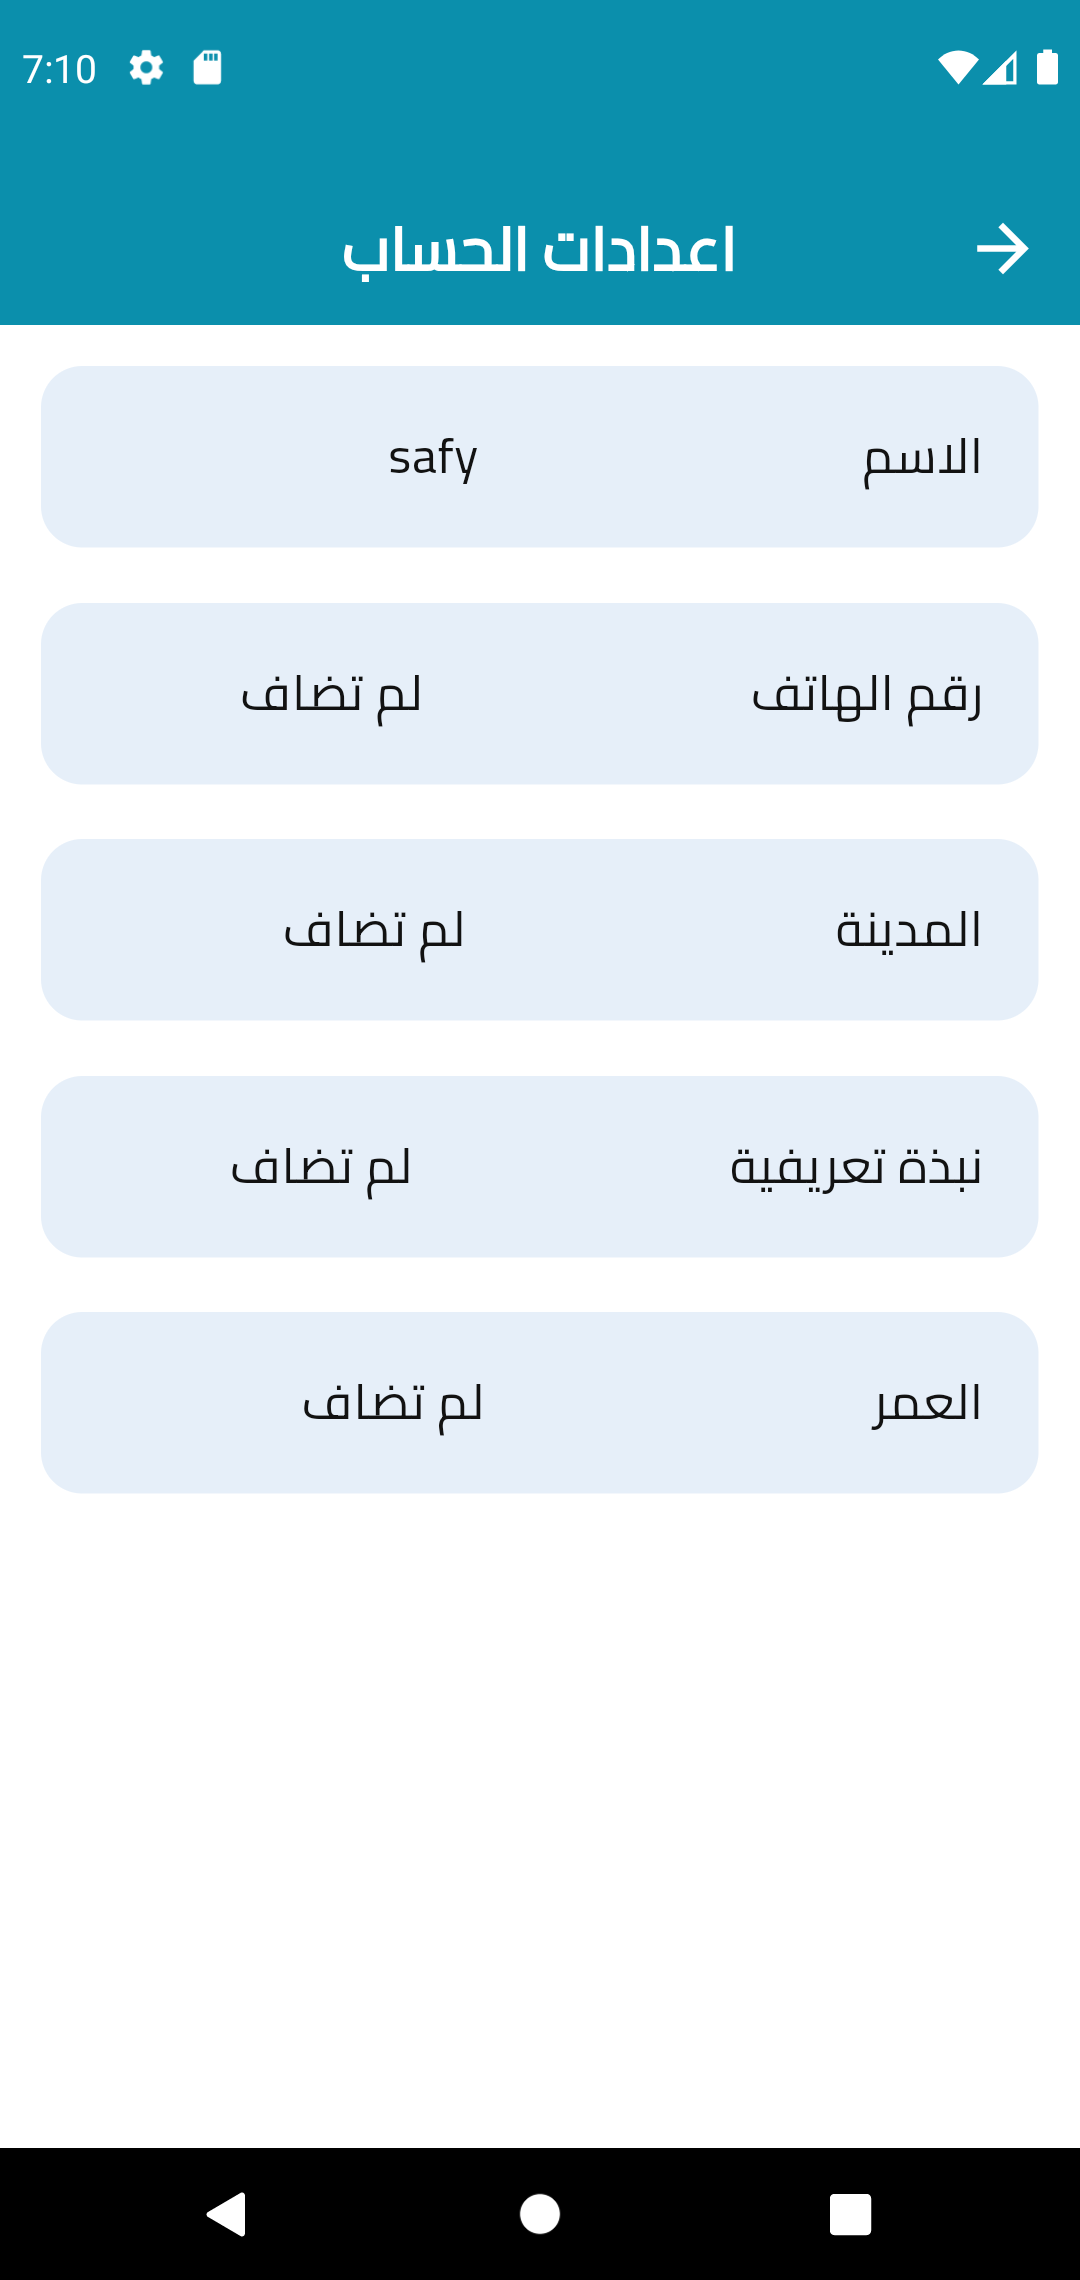 7:10
اعدادات الحساب
الاسم safy
رقم الهاتف لم تضاف
المدينة لم تضاف
نبذة تعريفية لم تضاف
العمر لم تضاف